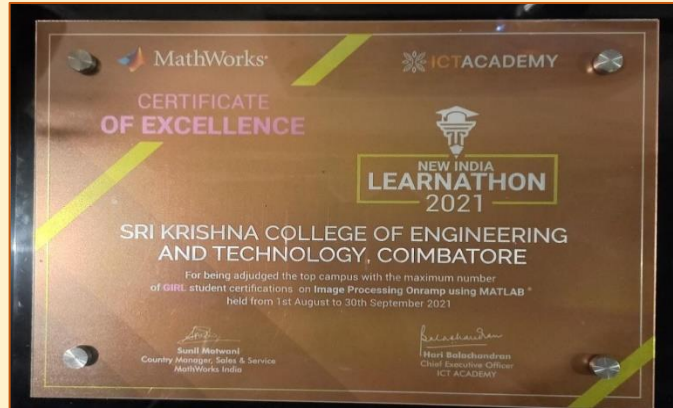 MathWorks®
ICTACADEMY
CERTIFICATE
OF EXCELLENCE
NEW INDIA
LEARNATHON
2021
SRI KRISHNA COLLEGE OF ENGINEERING
AND TECHNOLOGY, COIMBATORE
For being adjudged the top campus with the maximum number
of GIRL student certifications on Image Processing Onramp using MATLAB®
held from 1st August to 30th September 2021
Sunil Motwani
Country Manager, Sales & Service
MathWorks India
Balachandran
Hari Balachandran
Chief Executive Officer
ICT ACADEMY